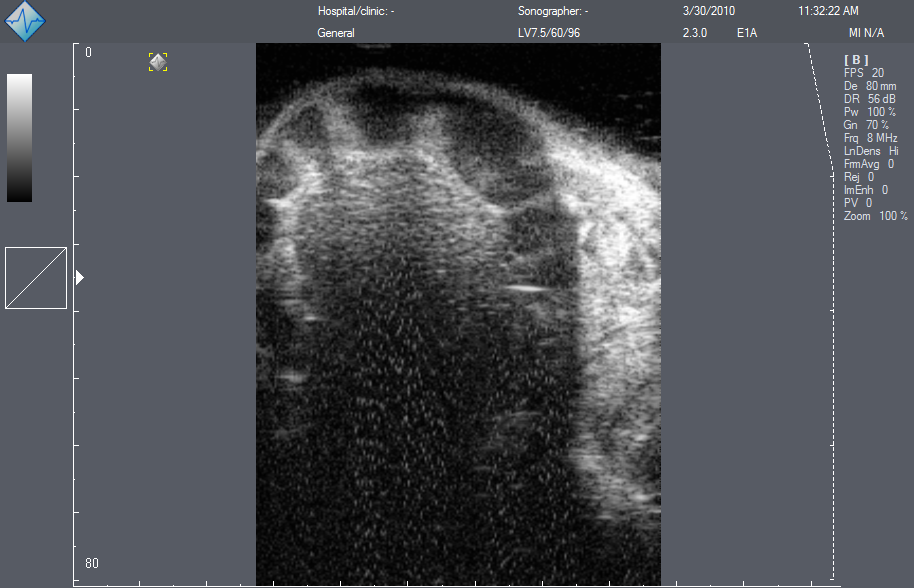 Hospital/clinic: - Sonographer: - 3/30/2010 11:32:22 AM
General LV7.5/60/96 2.3.0 E1A MI N/A
0
[ B ]
FPS 20
De 80 mm
DR 56 dB
Pw 100 %
Gn 70 %
Frq 8 MHz
LnDens Hi
FrmAvg 0
Rej 0
ImEnh 0
PV 0
Zoom 100 %
80